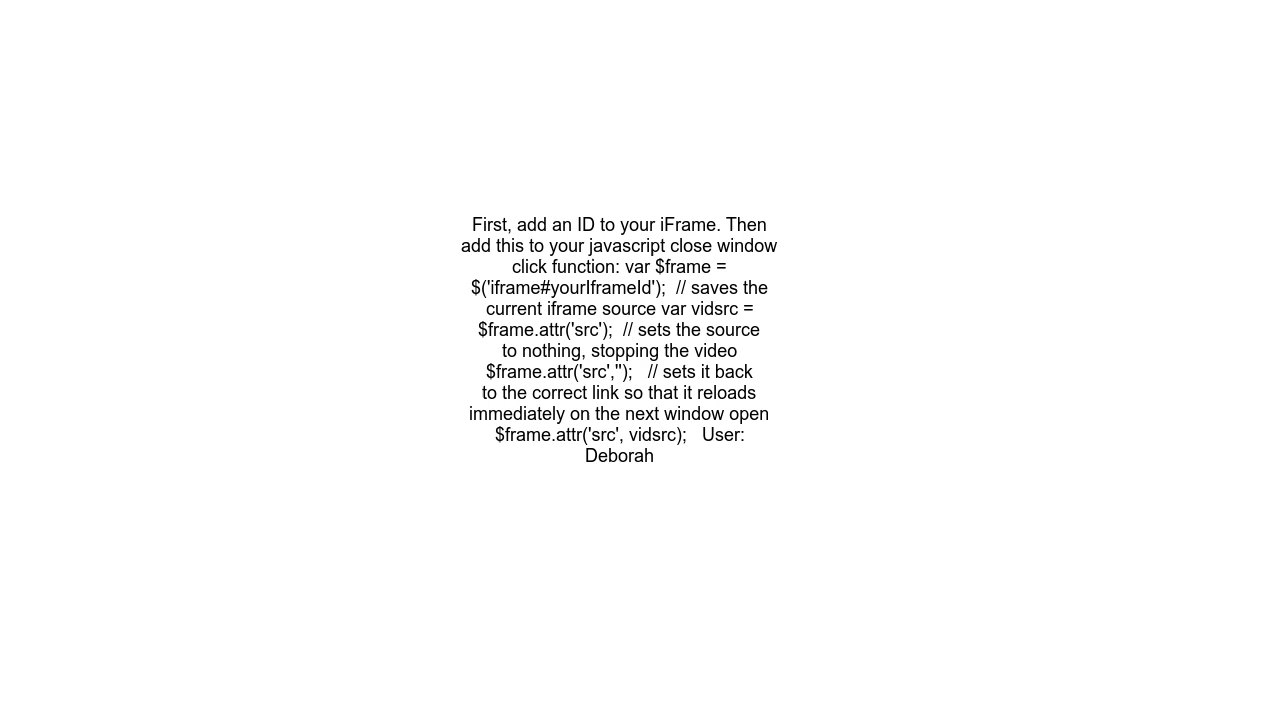 First, add an ID to your iFrame. Then
add this to your javascript close window
click function: var $frame =
$('iframe#yourIframeId');  // saves the
current iframe source var vidsrc =
$frame.attr('src');  // sets the source
to nothing, stopping the video
$frame.attr('src','');   // sets it back
to the correct link so that it reloads
immediately on the next window open
$frame.attr('src', vidsrc);   User:
Deborah